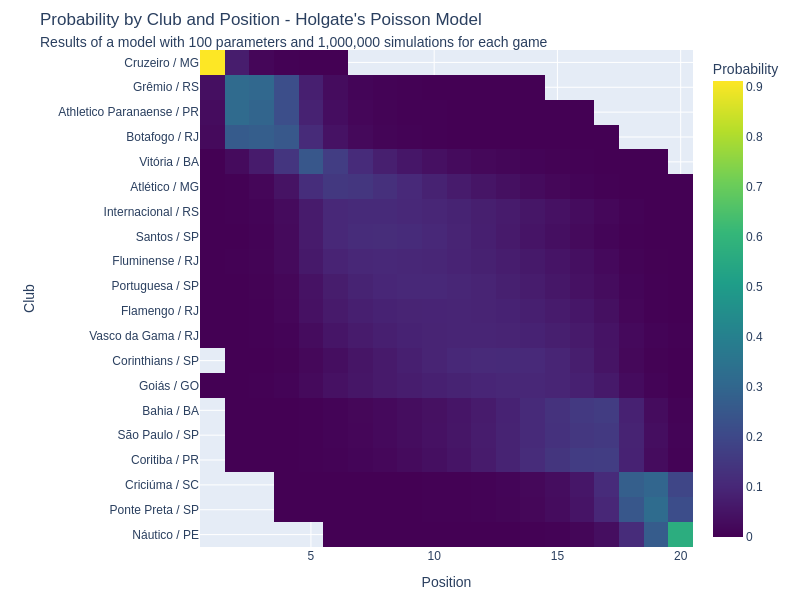 Probability by Club and Position - Holgate's Poisson Model
Results of a model with 100 parameters and 1,000,000 simulations for each game
Probability
Cruzeiro / MG
Grêmio / RS
Athletico Paranaense / PR
Botafogo / RJ
Vitória / BA
Atlético / MG
Internacional / RS
Santos / SP
Fluminense / RJ
Portuguesa / SP
Flamengo / RJ
Vasco da Gama / RJ
Corinthians / SP
Goiás / GO
Bahia / BA
São Paulo / SP
Coritiba / PR
Criciúma / SC
Ponte Preta / SP
Náutico / PE
Club
5
10
15
20
Position
0.9
0.8
0.7
0.6
0.5
0.4
0.3
0.2
0.1
0